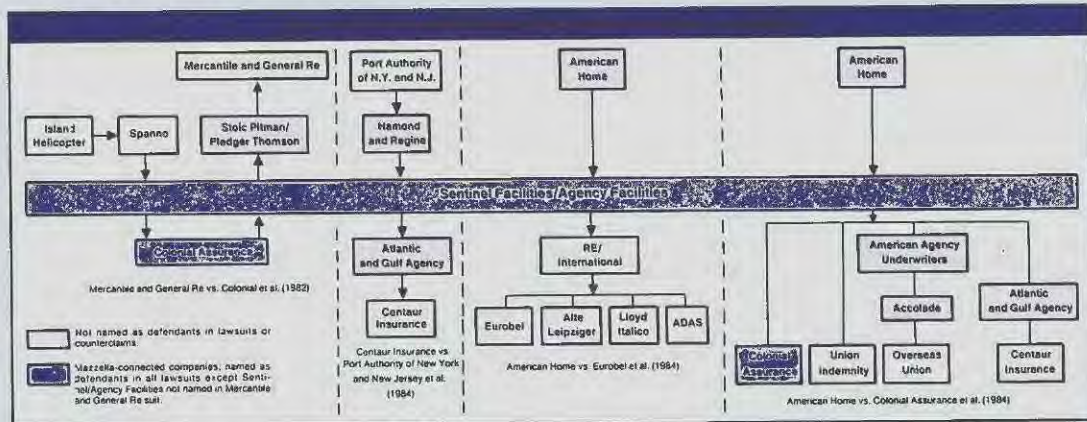 Mercantile and General Re
Stoic Pitman/
Pledger Thomson
Island
Helicopter
Spanno
Port Authority
of N.Y. and N.J.
Hamond
and Regine
American
Home
American
Home
Sentinel Facilities/Agency Facilities
Colonial Assurance
Mercantile and General Re vs. Colonial et al. (1982)
Not named as defendants in lawsuits or
counterclaims.
Mazzella-connected companies, named as
defendants in all lawsuits except Senti-
nel/Agency Facilities not named in Mercantile
and General Re suit.
Atlantic
and Gulf Agency
Centaur
Insurance
Centaur Insurance vs
Port Authority of New York
and New Jersey et al.
(1984)
RE/
International
Eurobel
Alte
Leipziger
Lloyd
Italico
ADAS
American Home vs Eurobel et al. (1984)
American Agency
Underwriters
Accolade
Atlantic
and Gulf Agency
Colonial
Assurance
Union
Indemnity
Overseas
Union
Centaur
Insurance
American Home vs. Colonial Assurance et al. (1984)